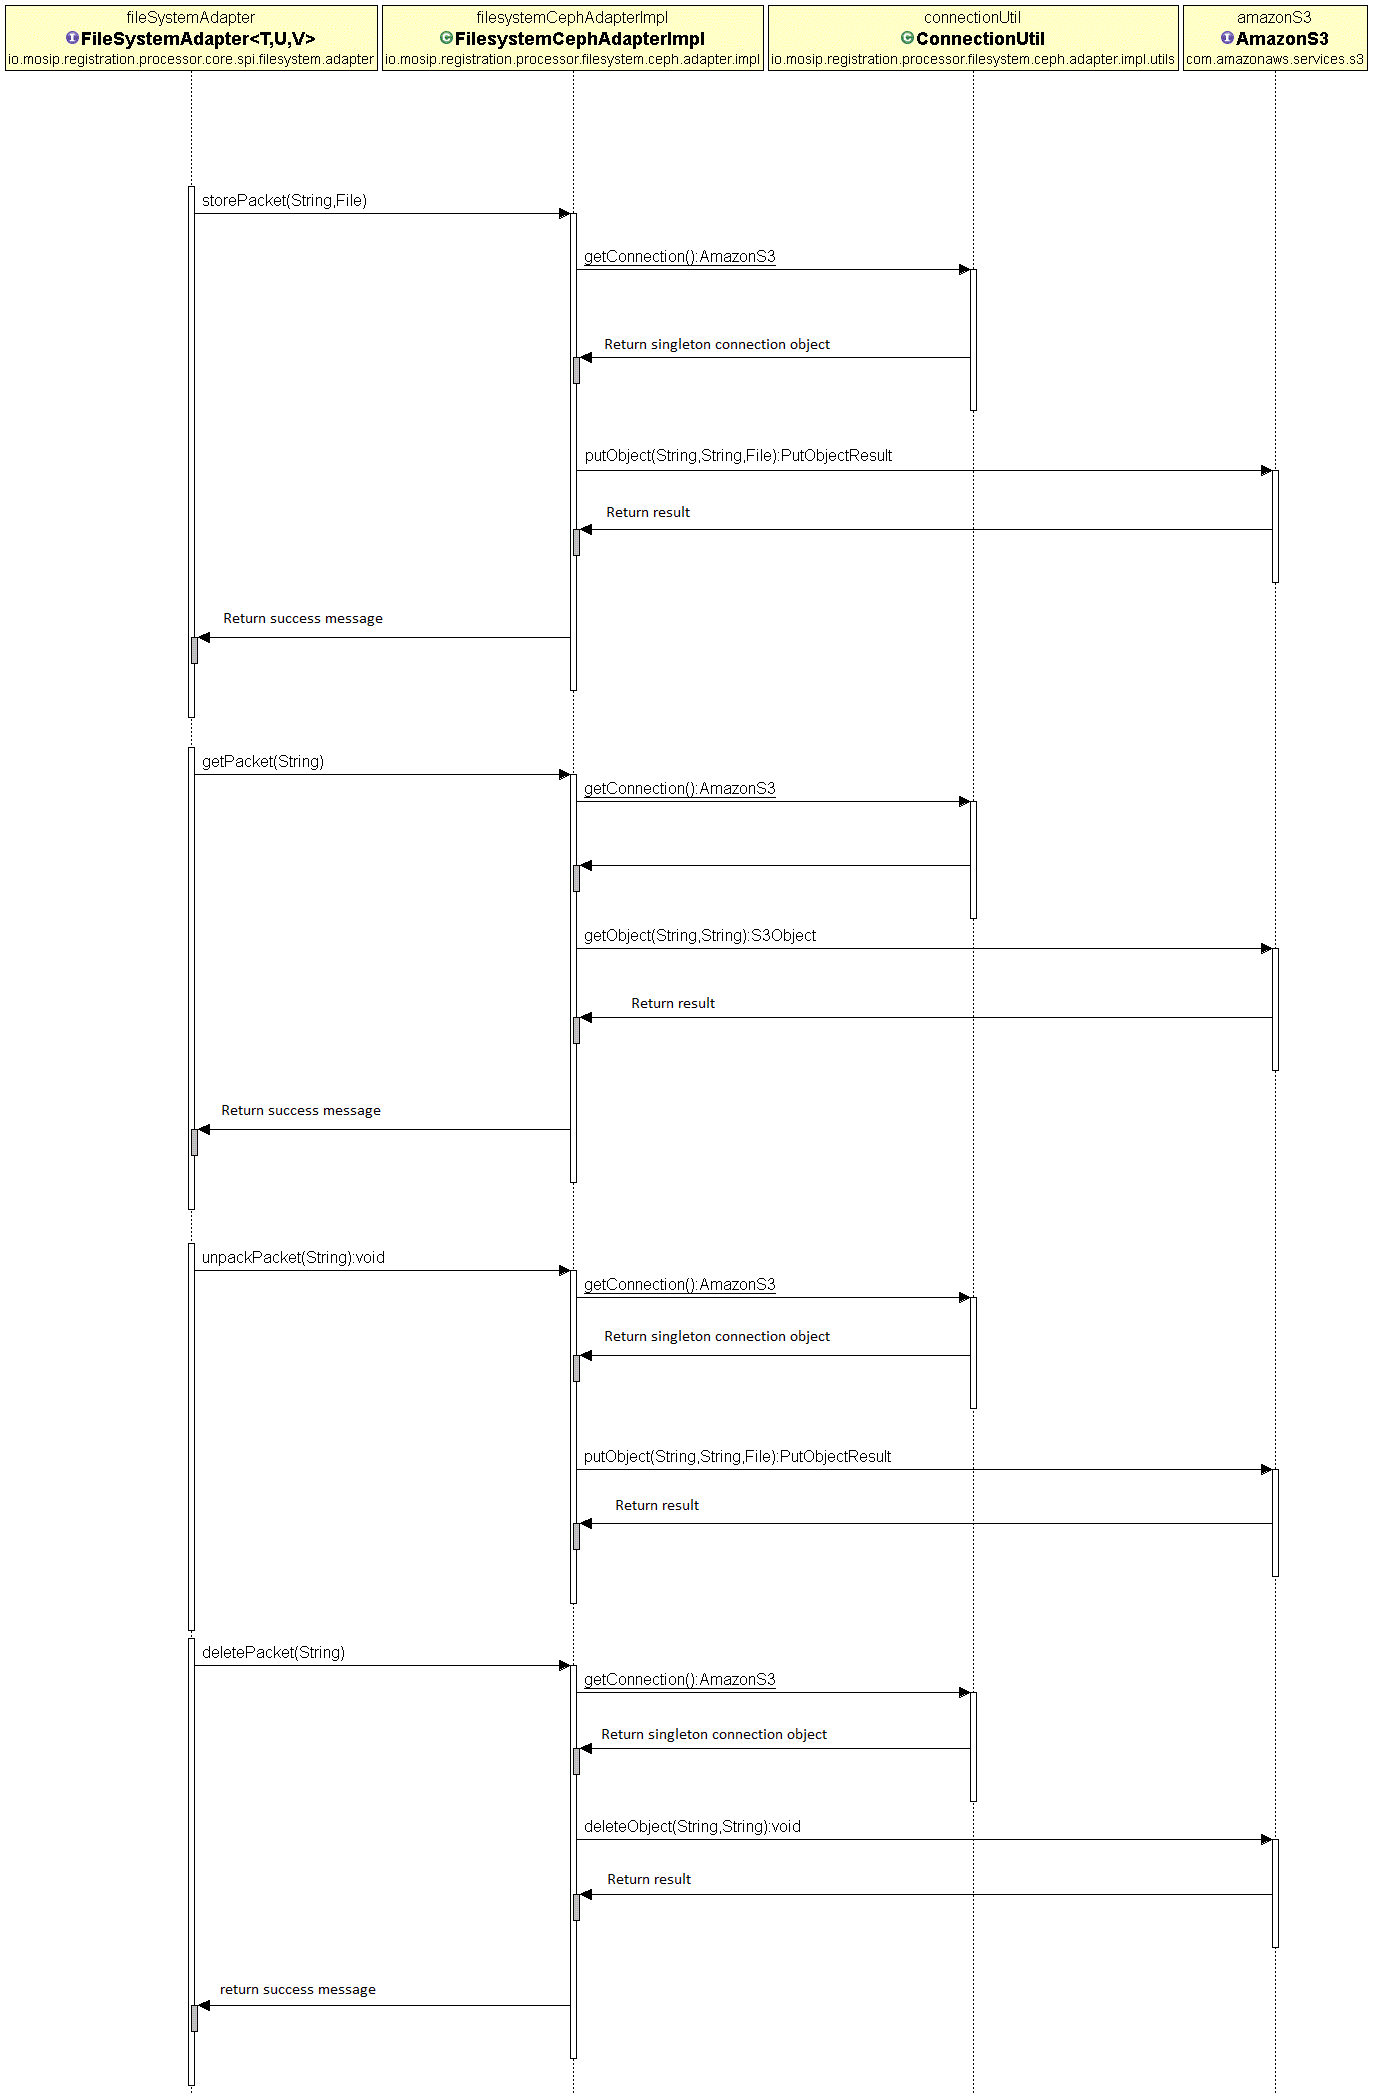 fileSystemAdapter
FileSystemAdapter<T,U,V>
io.mosip.registration.processor.core.spi.filesystem.adapter
filesystemCephAdapterImpl
FilesystemCephAdapterImpl
io.mosip.registration.processor.filesystem.ceph.adapter.impl
connectionUtil
ConnectionUtil
io.mosip.registration.processor.filesystem.ceph.adapter.impl.utils
amazonS3
AmazonS3
com.amazonaws.services.s3
storePacket(String,File)
getConnection():AmazonS3
Return singleton connection object
putObject(String,String,File):PutObjectResult
Return result
Return success message
getPacket(String)
getConnection():AmazonS3
getObject(String,String):S3Object
Return result
Return success message
unpackPacket(String):void
getConnection():AmazonS3
Return singleton connection object
putObject(String,String,File):PutObjectResult
Return result
deletePacket(String)
getConnection():AmazonS3
Return singleton connection object
deleteObject(String,String):void
Return result
return success message